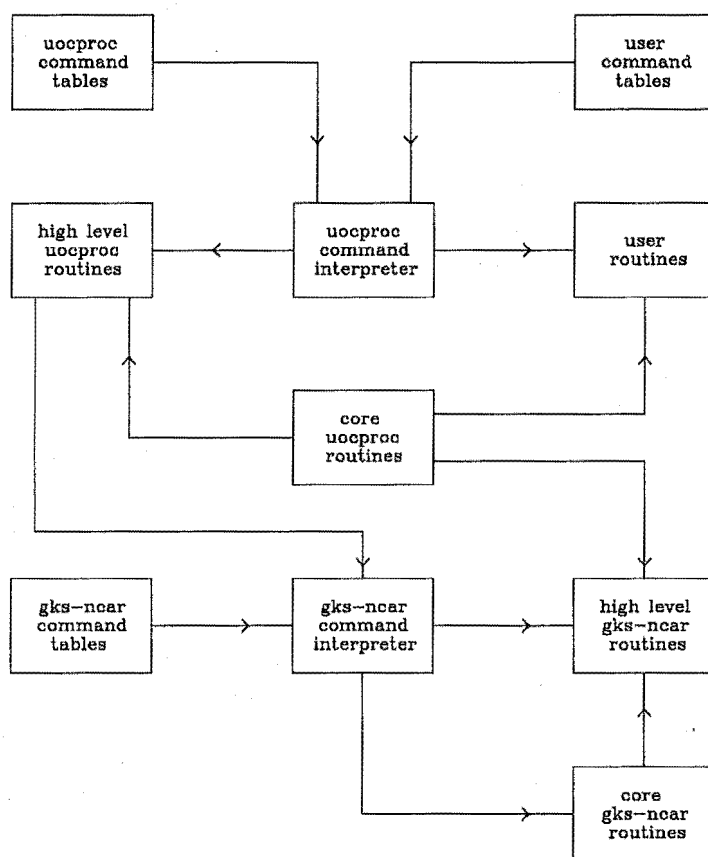 uocproc
command
tables
user
command
tables
high level
uocproc
routines
uocproc
command
interpreter
user
routines
core
uocproc
routines
gks-ncar
command
tables
gks-ncar
command
interpreter
high level
gks-ncar
routines
core
gks-ncar
routines